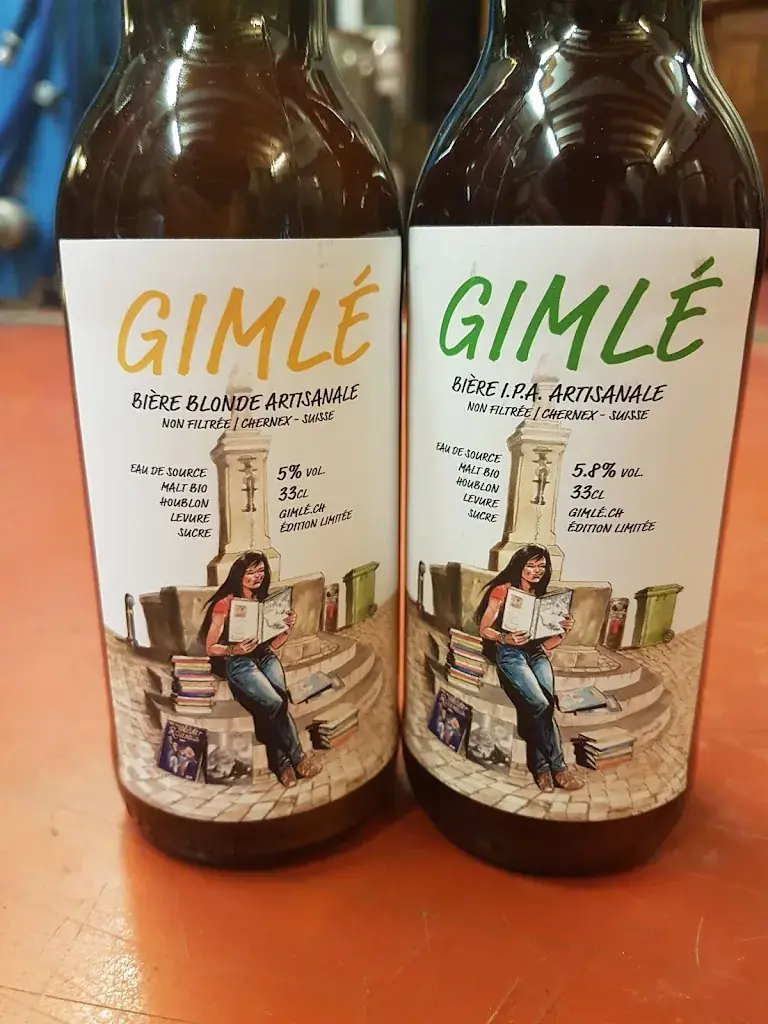 GIMLÉ
BIÈRE BLONDE ARTISANALE
NON FILTRÉE / CHERNEX - SUISSE
EAU DE SOURCE
MALT BIO
HOUBLON
LEVURE
SUCRE
5% VOL.
33CL
GIMLÉ.CH
ÉDITION LIMITÉE
GIMLÉ
BIÈRE I.P.A. ARTISANALE
NON FILTRÉE / CHERNEX - SUISSE
EAU DE SOURCE
MALT BIO
HOUBLON
LEVURE
SUCRE
5.8% VOL.
33CL
GIMLÉ.CH
ÉDITION LIMITÉE